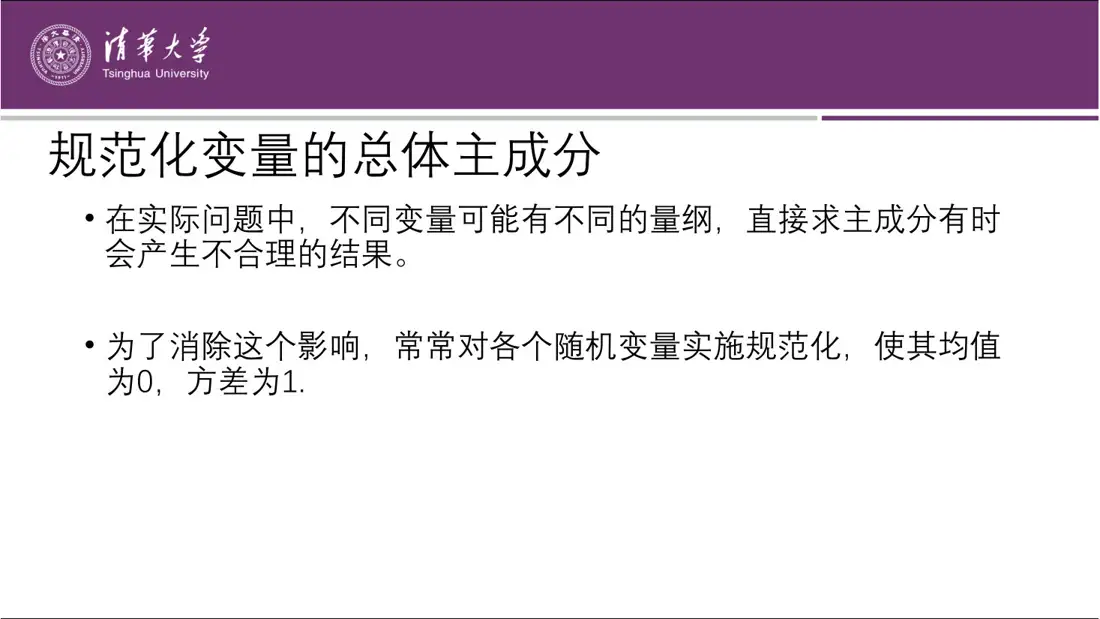 清华大学
Tsinghua University
规范化变量的总体主成分
• 在实际问题中，不同变量可能有不同的量纲，直接求主成分有时
会产生不合理的结果。
• 为了消除这个影响，常常对各个随机变量实施规范化，使其均值
为0，方差为1.